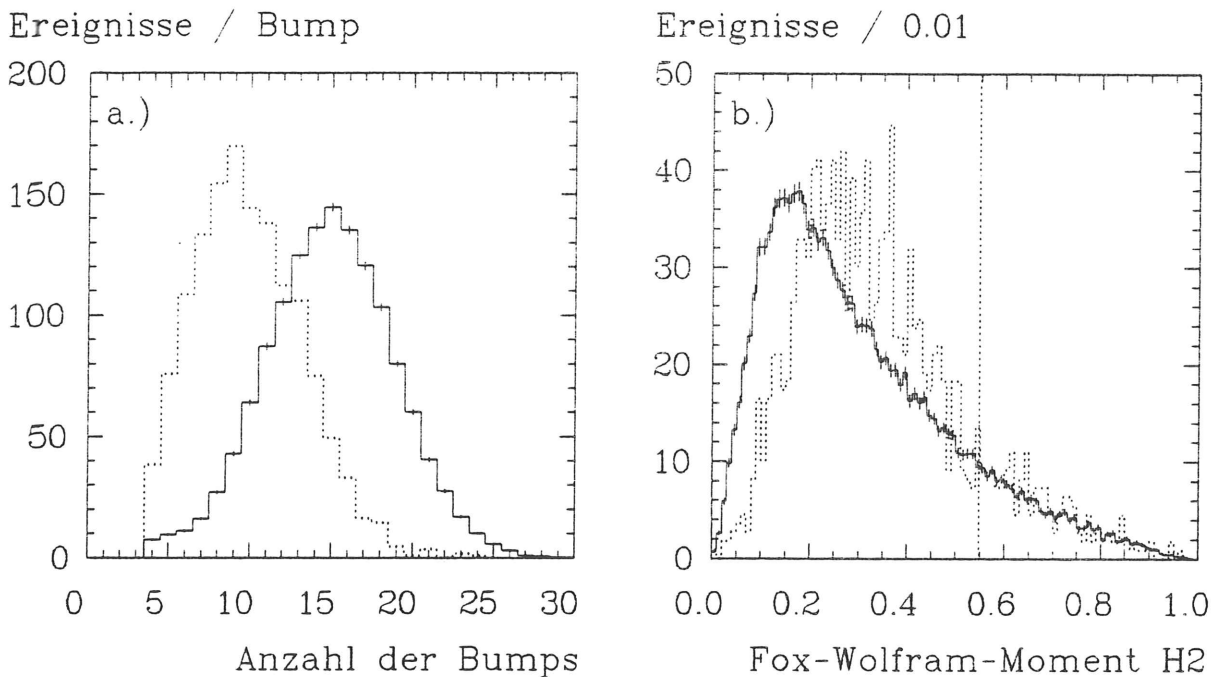 Ereignisse / Bump
200
150
100
50
0
a.)
0 5 10 15 20 25 30
Anzahl der Bumps
Ereignisse / 0.01
50
40
30
20
10
0
b.)
0.0 0.2 0.4 0.6 0.8 1.0
Fox-Wolfram-Moment H2